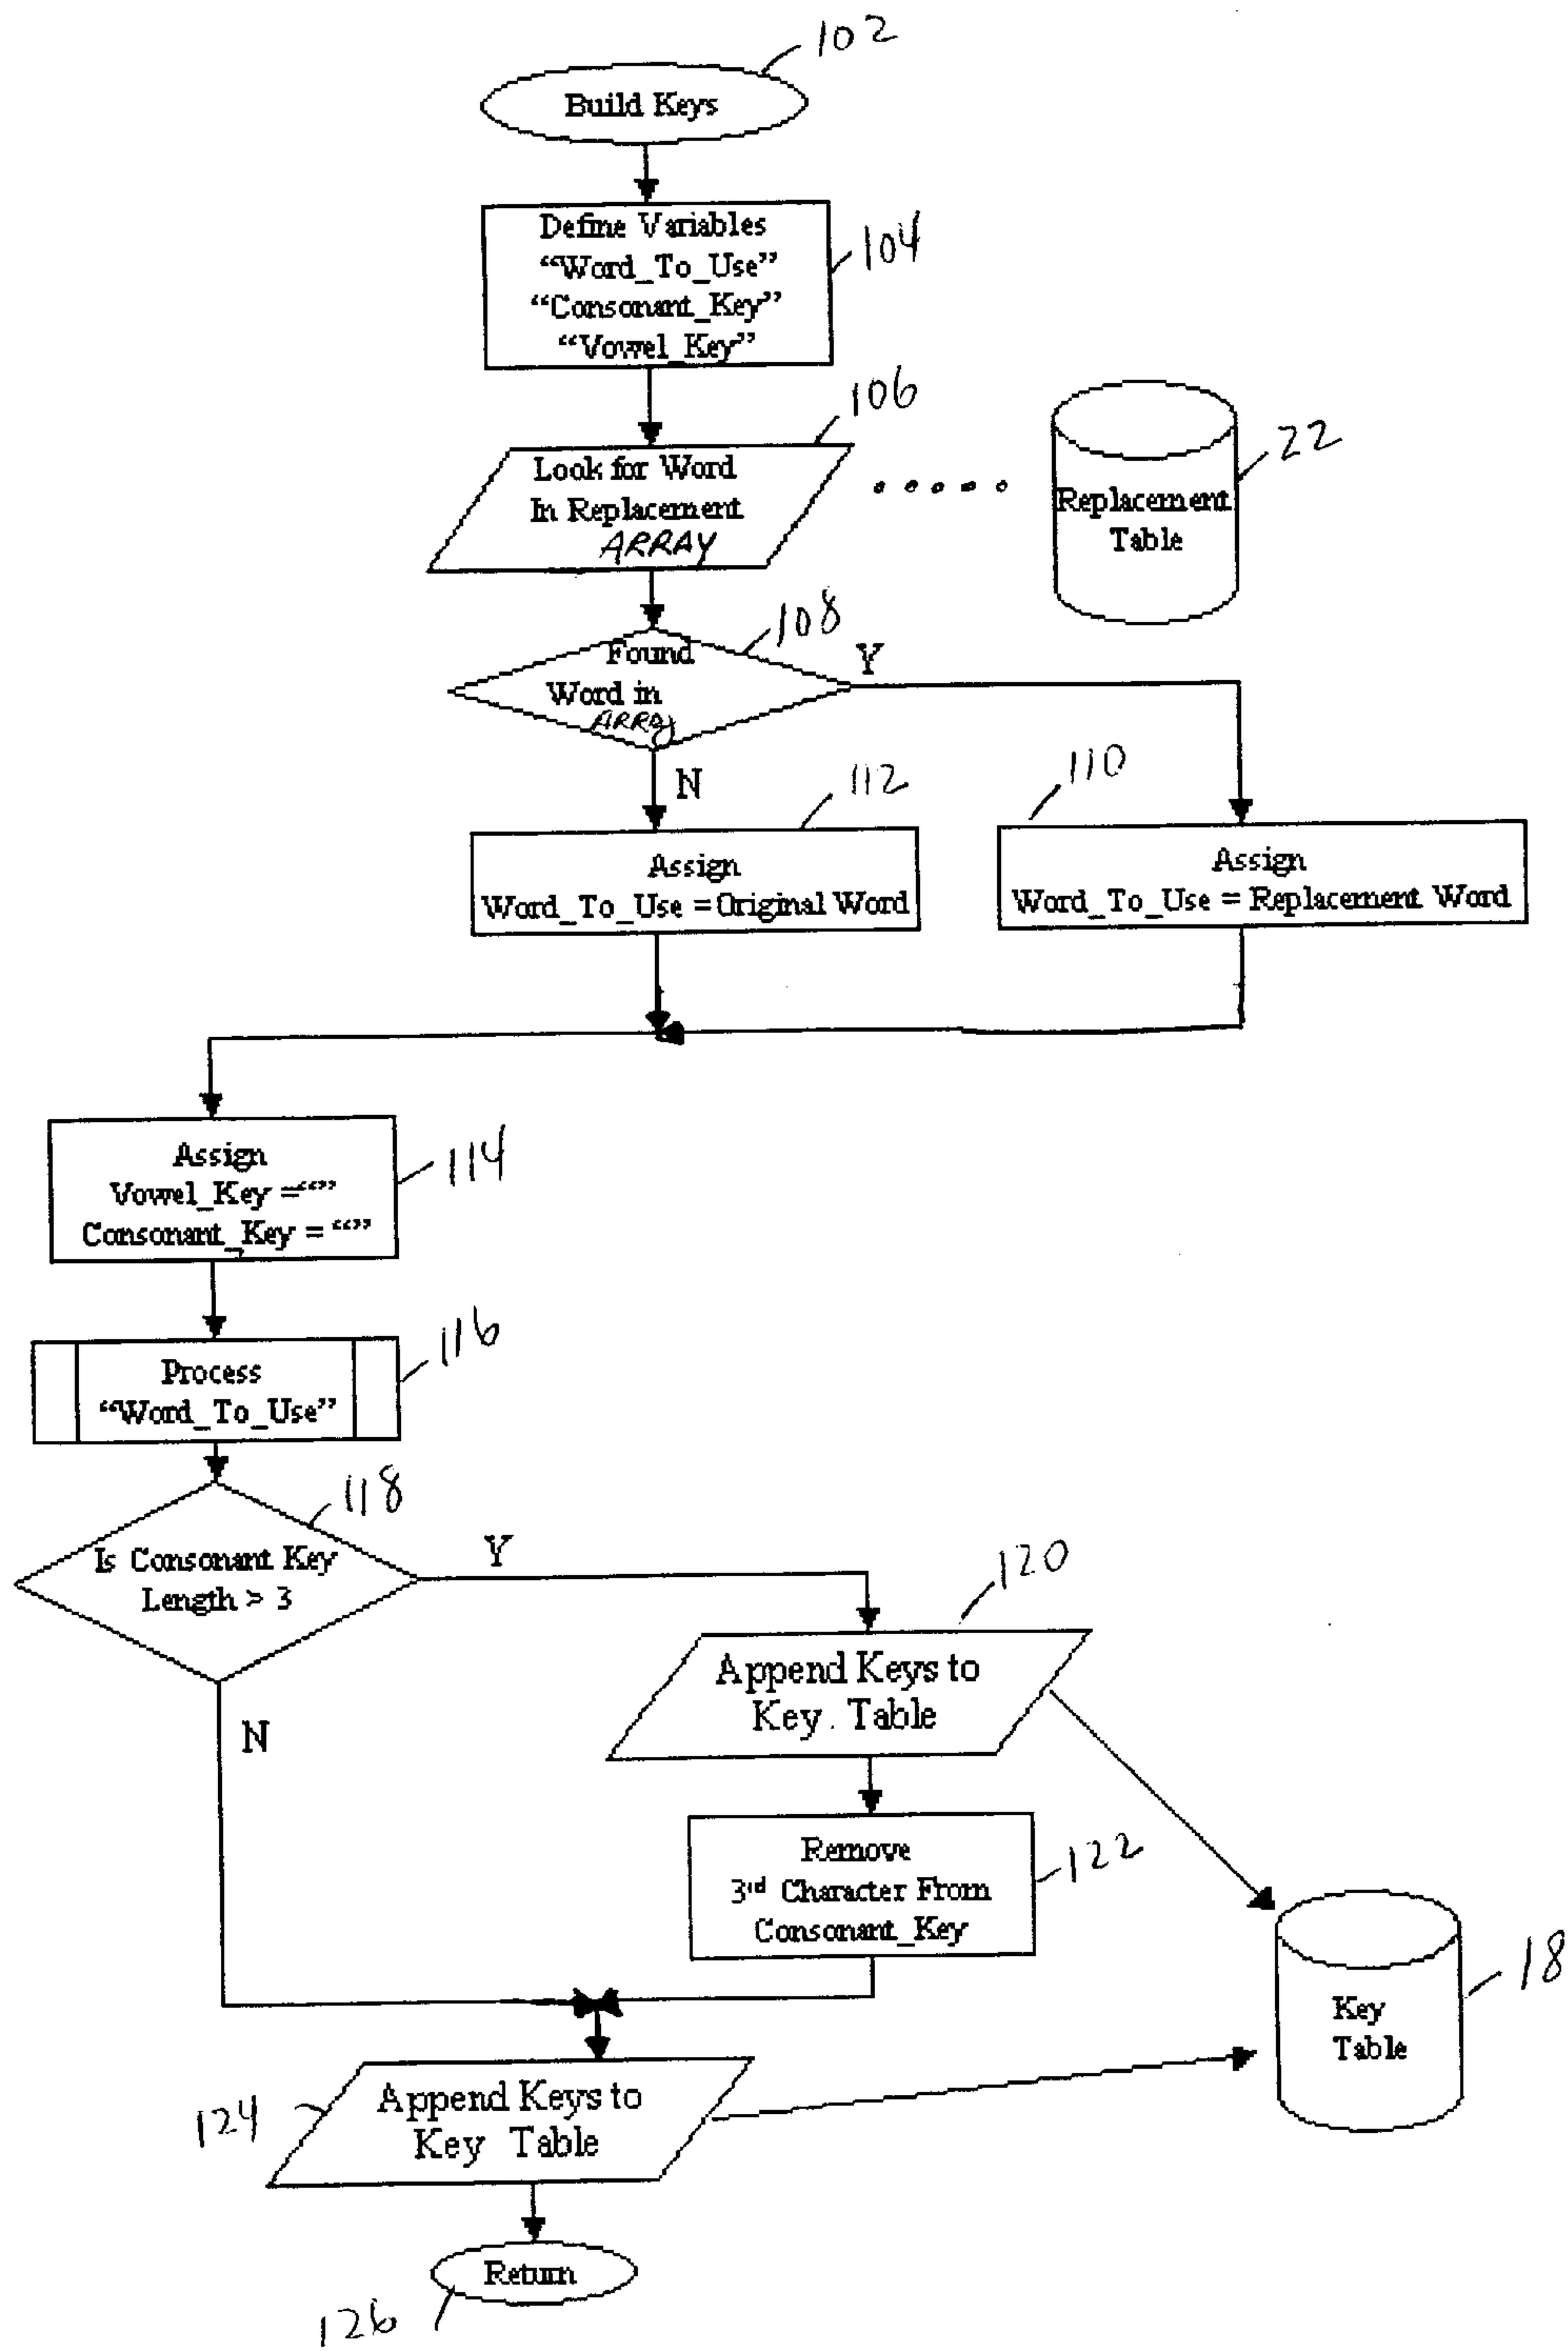 102
Build Keys
Define Variables
“Word_To_Use”
“Consonant_Key”
“Vowel_Key”
104
106
Look for Word
In Replacement
ARRAY
22
Replacement
Table
108
Found
Word in
ARRAY
Y
N
112
110
Assign
Word_To_Use =Original Word
Assign
Word_To_Use = Replacement Word
Assign
Vowel_Key =“”
Consonant_Key = “”
114
Process
“Word_To_Use”
116
118
Is Consonant Key
Length > 3
Y
N
120
Append Keys to
Key. Table
Remove
3rd Character From
Consonant_Key
122
Key
Table
18
Append Keys to
Key Table
124
Return
126